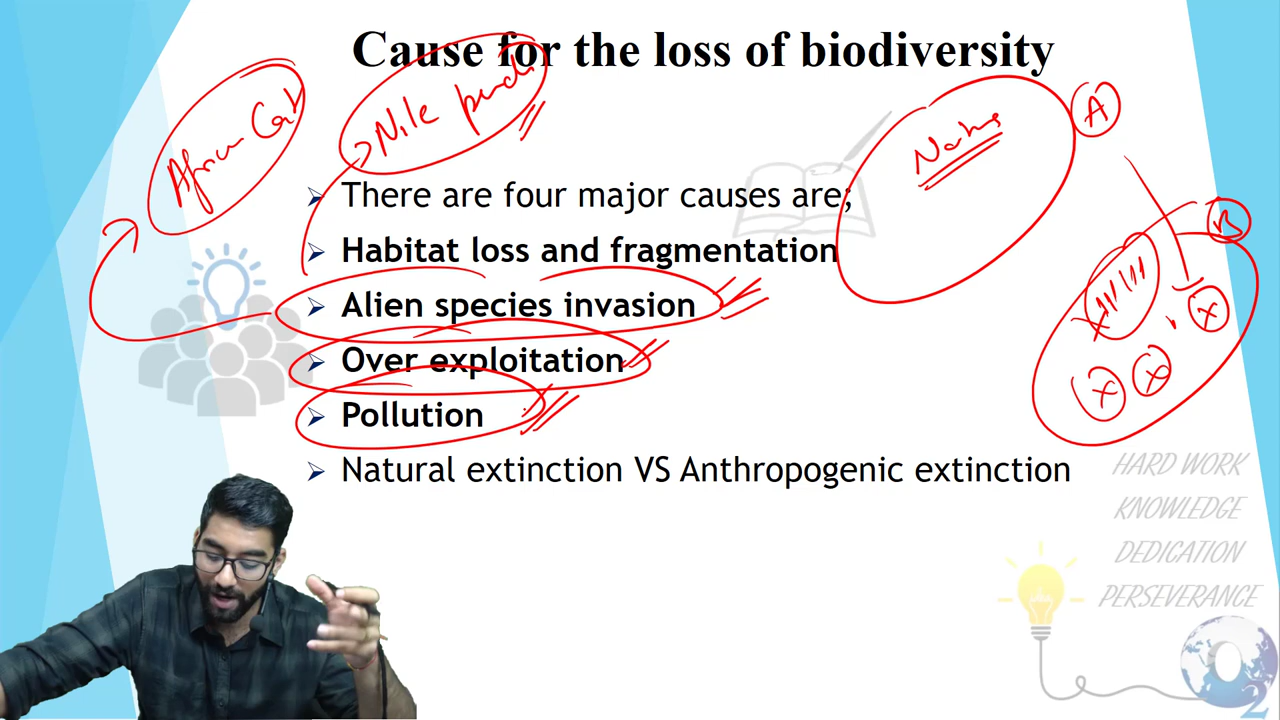 Cause for the loss of biodiversity
African Cat
Nile perch
A
There are four major causes are;
B
Habitat loss and fragmentation
Alien species invasion
X
Over exploitation
X X
Pollution
Natural extinction VS Anthropogenic extinction
HARD WORK
KNOWLEDGE
DEDICATION
PERSEVERANCE
O2